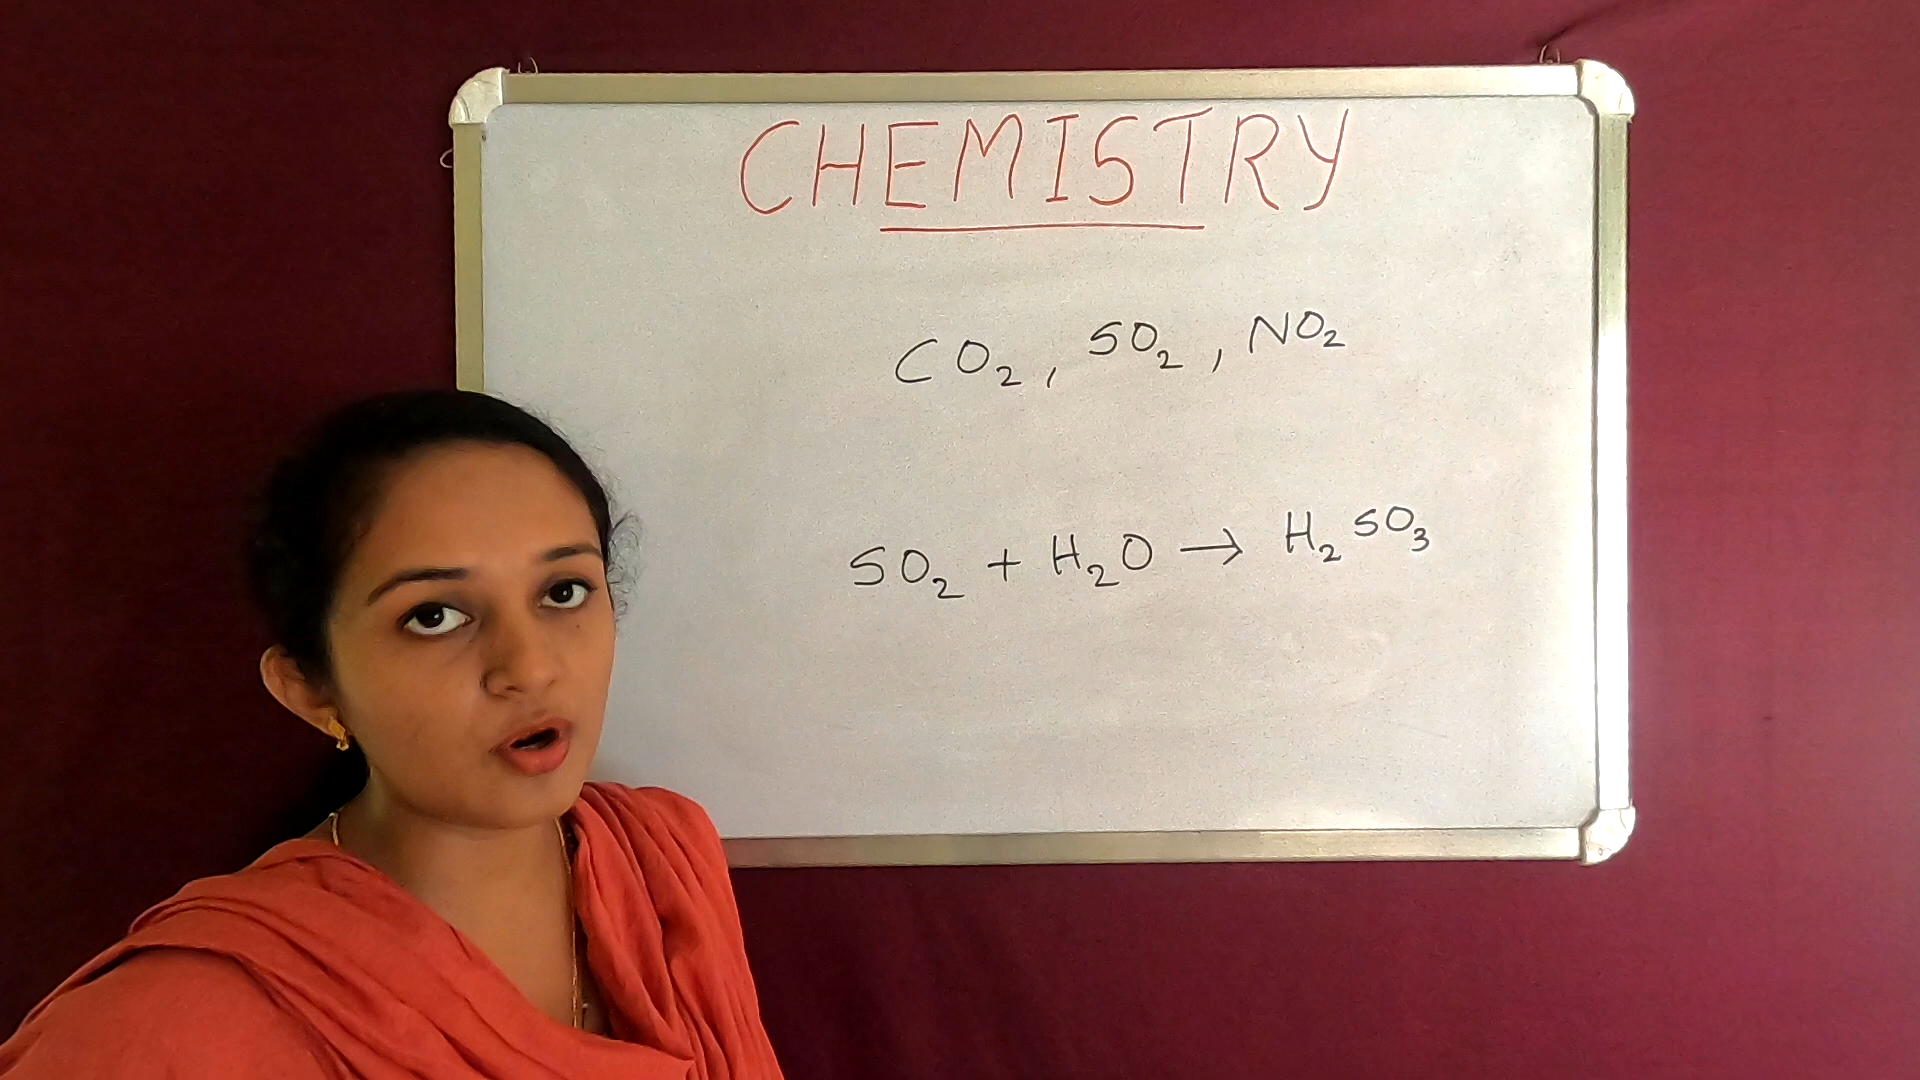 CHEMISTRY
CO₂, SO₂, NO₂
SO₂ + H₂O → H₂SO₃